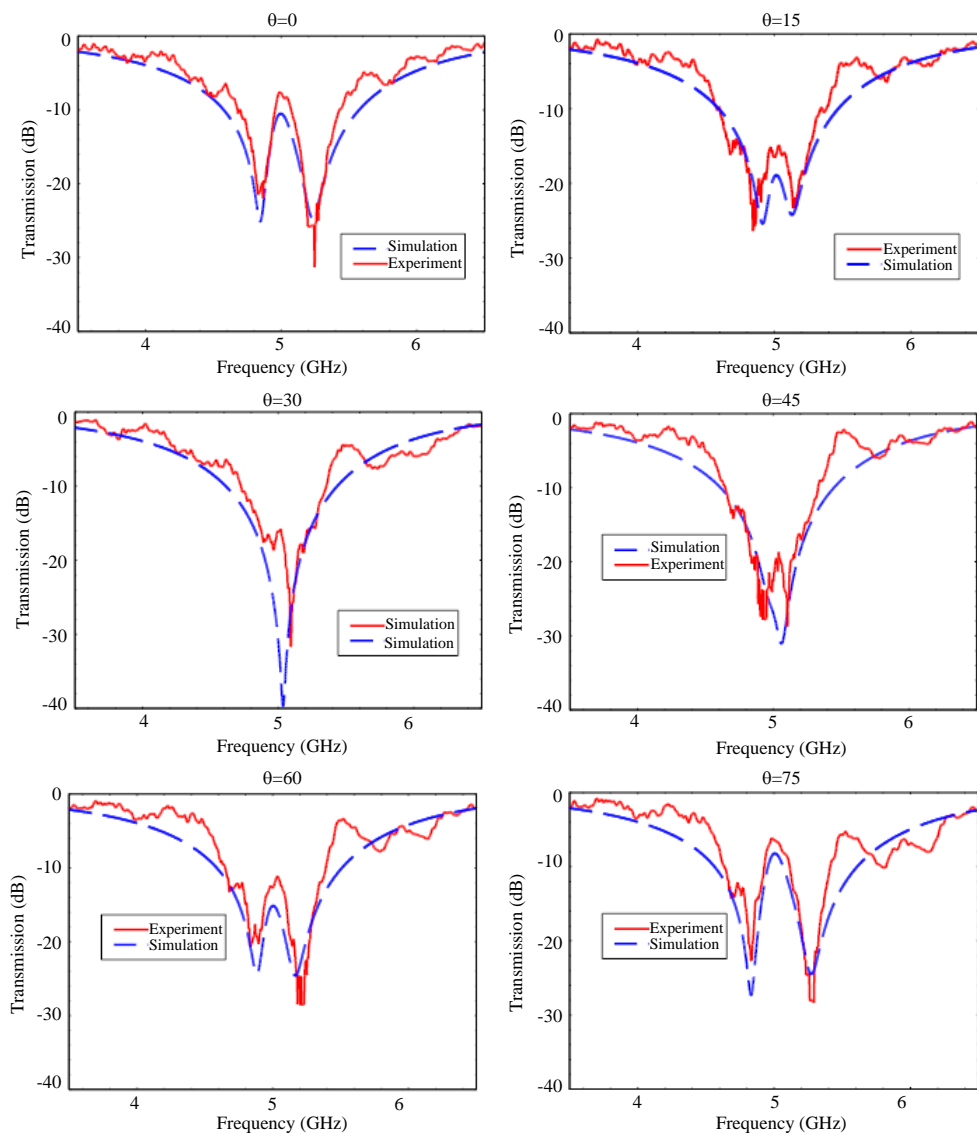 θ=0
0
-10
-20
-30
-40
Transmission (dB)
Simulation
Experiment
4
5
6
Frequency (GHz)
θ=15
0
-10
-20
-30
-40
Transmission (dB)
Experiment
Simulation
4
5
6
Frequency (GHz)
θ=30
0
-10
-20
-30
-40
Transmission (dB)
Simulation
Simulation
4
5
6
Frequency (GHz)
θ=45
0
-10
-20
-30
-40
Transmission (dB)
Simulation
Experiment
4
5
6
Frequency (GHz)
θ=60
0
-10
-20
-30
-40
Transmission (dB)
Experiment
Simulation
4
5
6
Frequency (GHz)
θ=75
0
-10
-20
-30
-40
Transmission (dB)
Experiment
Simulation
4
5
6
Frequency (GHz)